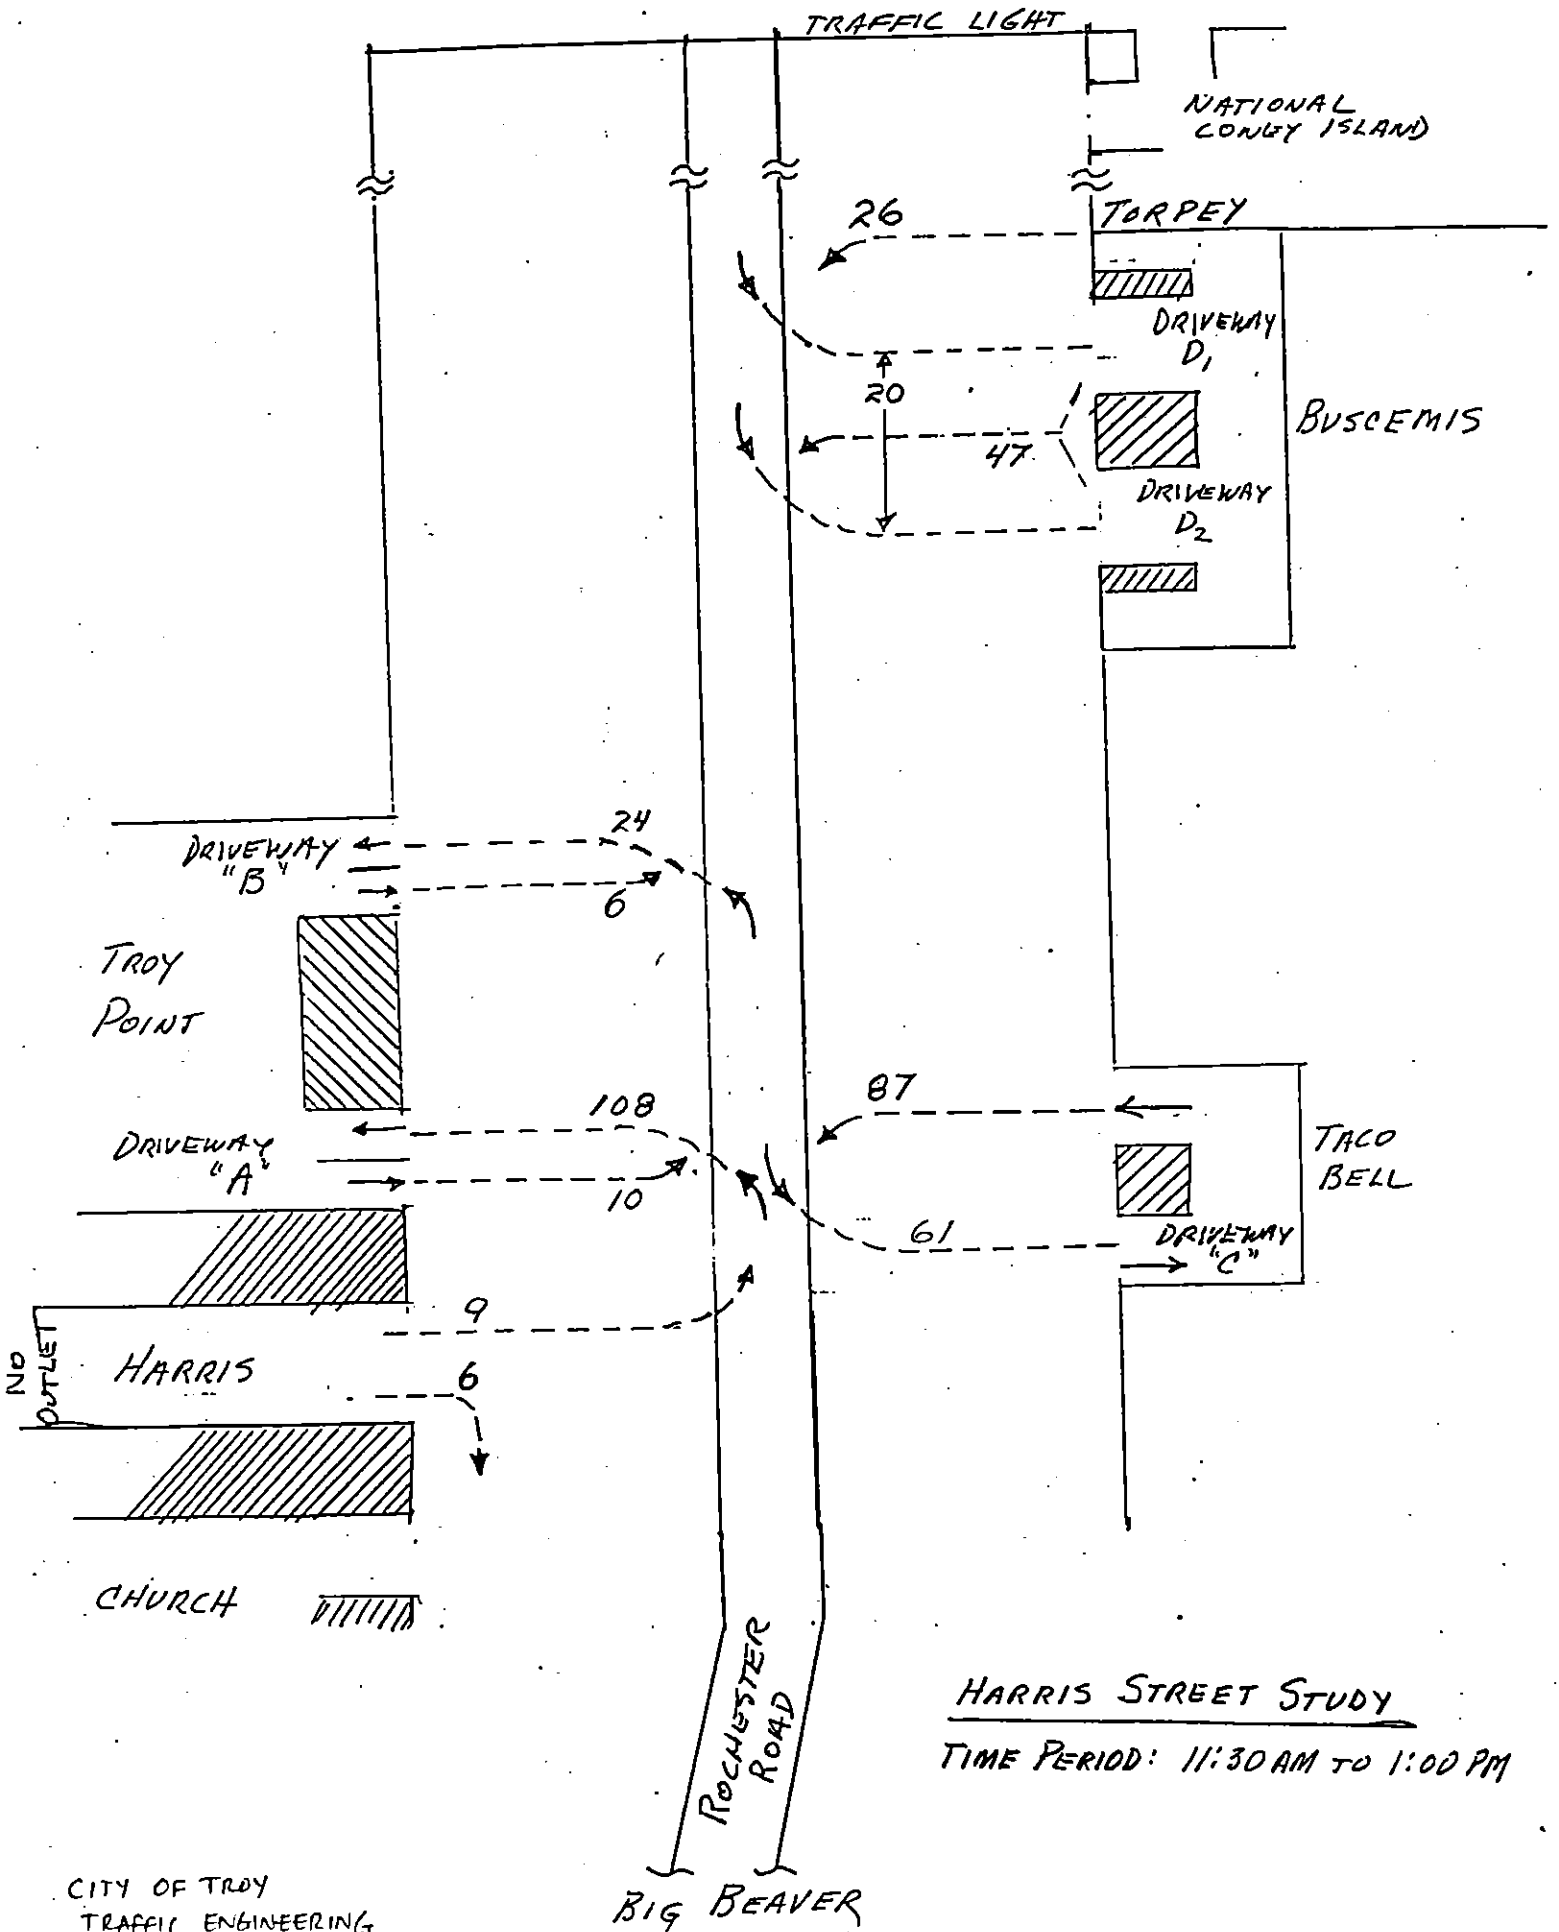 TRAFFIC LIGHT
NATIONAL
CONEY ISLAND
26
TORPEY
DRIVEWAY
D1
20
BUSCEMIS
47
DRIVEWAY
D2
24
DRIVEWAY
"B"
6
TROY
POINT
87
108
DRIVEWAY
"A"
10
TACO
BELL
61
DRIVEWAY
"C"
9
NO
OUTLET
HARRIS
6
CHURCH
ROCHESTER
ROAD
HARRIS STREET STUDY
TIME PERIOD: 11:30 AM TO 1:00 PM
CITY OF TROY
TRAFFIC ENGINEERING
BIG BEAVER